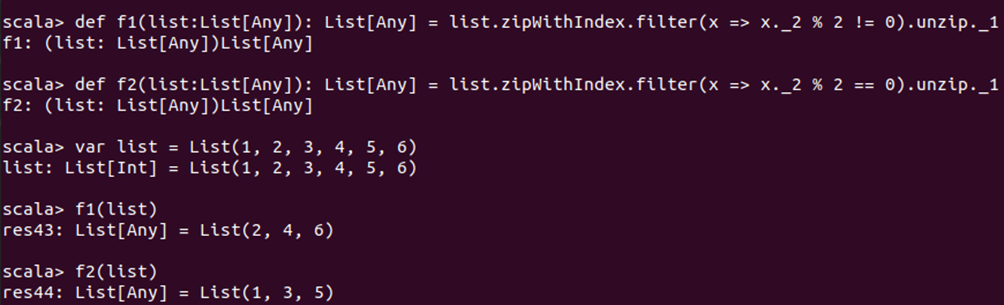 scala> def f1(list:List[Any]): List[Any] = list.zipWithIndex.filter(x => x._2 % 2 != 0).unzip._1
f1: (list: List[Any])List[Any]
scala> def f2(list:List[Any]): List[Any] = list.zipWithIndex.filter(x => x._2 % 2 == 0).unzip._1
f2: (list: List[Any])List[Any]
scala> var list = List(1, 2, 3, 4, 5, 6)
list: List[Int] = List(1, 2, 3, 4, 5, 6)
scala> f1(list)
res43: List[Any] = List(2, 4, 6)
scala> f2(list)
res44: List[Any] = List(1, 3, 5)